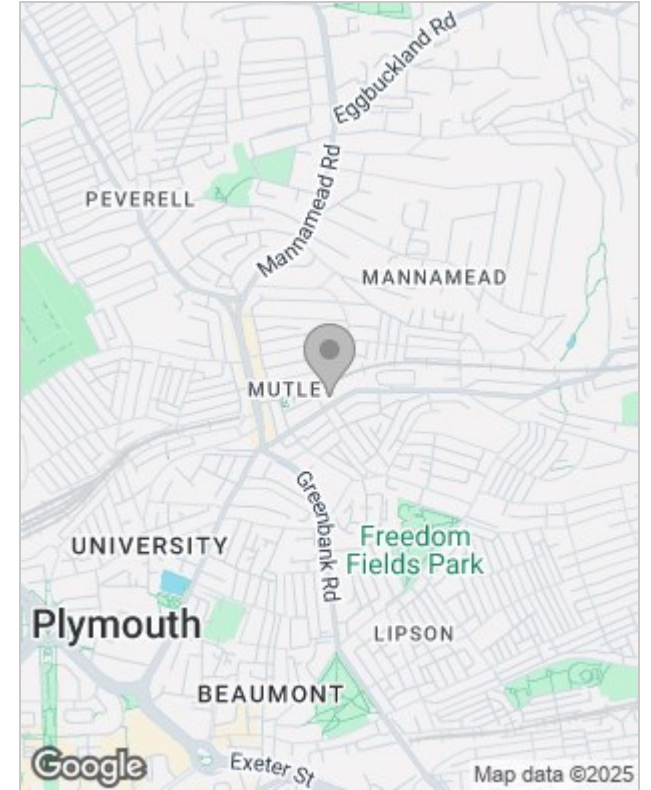 Eggbuckland Rd
Mannamead Rd
PEVERELL
MANNAMEAD
MUTLE
Greenbank Rd
UNIVERSITY
Freedom
Fields Park
Plymouth
LIPSON
BEAUMONT
Exeter St
Google
Map data ©2025